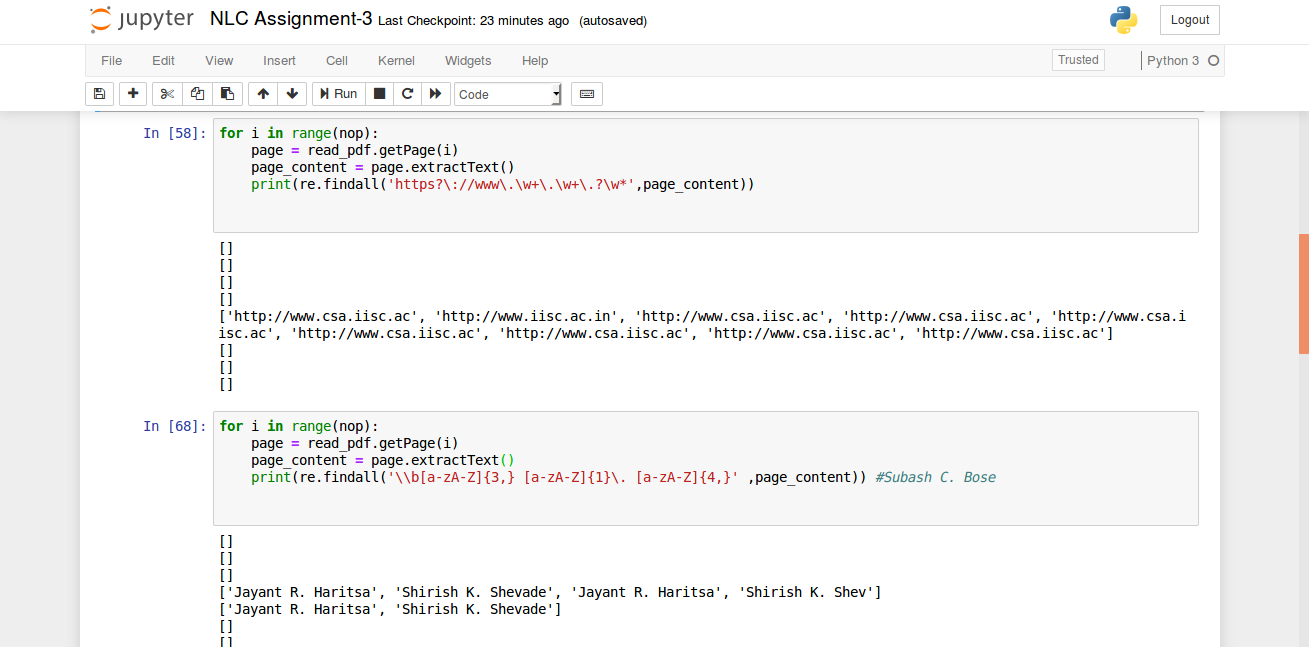 jupyter NLC Assignment-3 Last Checkpoint: 23 minutes ago (autosaved) Logout
File Edit View Insert Cell Kernel Widgets Help Trusted Python 3
Run Code
In [58]: for i in range(nop):
    page = read_pdf.getPage(i)
    page_content = page.extractText()
    print(re.findall('https?\://www\.\w+\.\w+\.?\w*',page_content))
[]
[]
[]
[]
['http://www.csa.iisc.ac', 'http://www.iisc.ac.in', 'http://www.csa.iisc.ac', 'http://www.csa.iisc.ac', 'http://www.csa.i
isc.ac', 'http://www.csa.iisc.ac', 'http://www.csa.iisc.ac', 'http://www.csa.iisc.ac', 'http://www.csa.iisc.ac']
[]
[]
[]
In [68]: for i in range(nop):
    page = read_pdf.getPage(i)
    page_content = page.extractText()
    print(re.findall('\\b[a-zA-Z]{3,} [a-zA-Z]{1}\. [a-zA-Z]{4,}' ,page_content)) #Subash C. Bose
[]
[]
[]
['Jayant R. Haritsa', 'Shirish K. Shevade', 'Jayant R. Haritsa', 'Shirish K. Shev']
['Jayant R. Haritsa', 'Shirish K. Shevade']
[]
[]